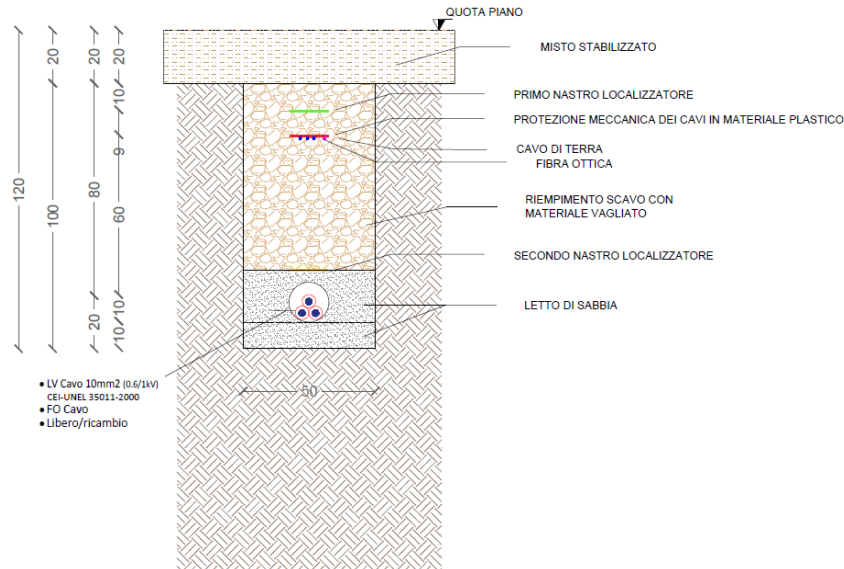 QUOTA PIANO
MISTO STABILIZZATO
PRIMO NASTRO LOCALIZZATORE
PROTEZIONE MECCANICA DEI CAVI IN MATERIALE PLASTICO
CAVO DI TERRA
FIBRA OTTICA
RIEMPIMENTO SCAVO CON
MATERIALE VAGLIATO
SECONDO NASTRO LOCALIZZATORE
LETTO DI SABBIA
120
20
100
20
80
20
20
10
9
60
10
10
50
• LV Cavo 10mm2 (0.6/1kV)
CEI-UNEL 35011-2000
• FO Cavo
• Libero/ricambio